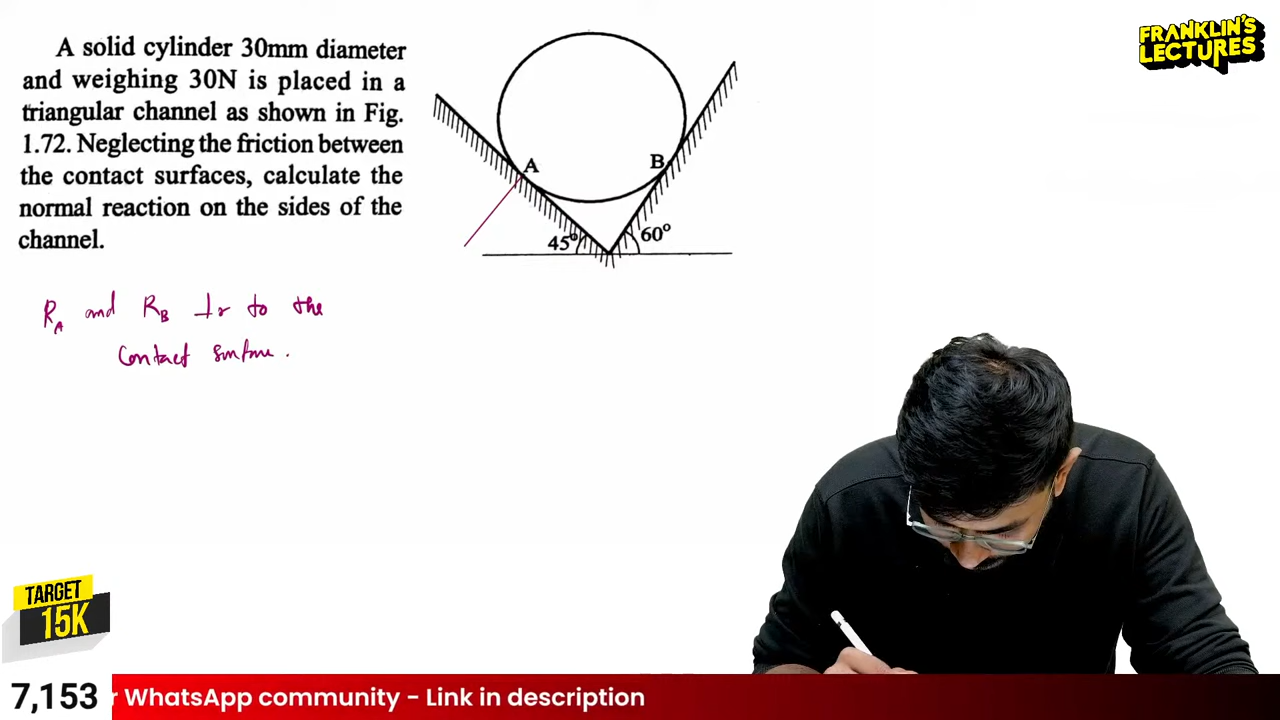 A solid cylinder 30mm diameter
and weighing 30N is placed in a
triangular channel as shown in Fig.
1.72. Neglecting the friction between
the contact surfaces, calculate the
normal reaction on the sides of the
channel.
A
B
45°
60°
R_A and R_B ⊥r to the
Contact surface.
FRANKLIN'S
LECTURES
TARGET
15K
7,153
r WhatsApp community - Link in description